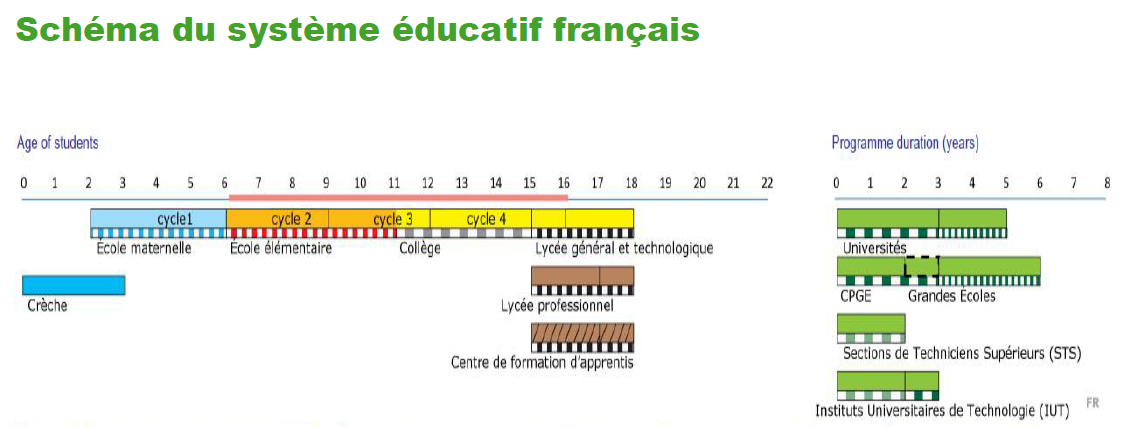 Schéma du système éducatif français
Age of students
Programme duration (years)
0 1 2 3 4 5 6 7 8 9 10 11 12 13 14 15 16 17 18 19 20 21 22
0 1 2 3 4 5 6 7 8
cycle1 cycle 2 cycle 3 cycle 4
École maternelle École élémentaire Collège Lycée général et technologique
Universités
Crèche
Lycée professionnel
CPGE Grandes Écoles
Centre de formation d'apprentis
Sections de Techniciens Supérieurs (STS)
Instituts Universitaires de Technologie (IUT)
FR